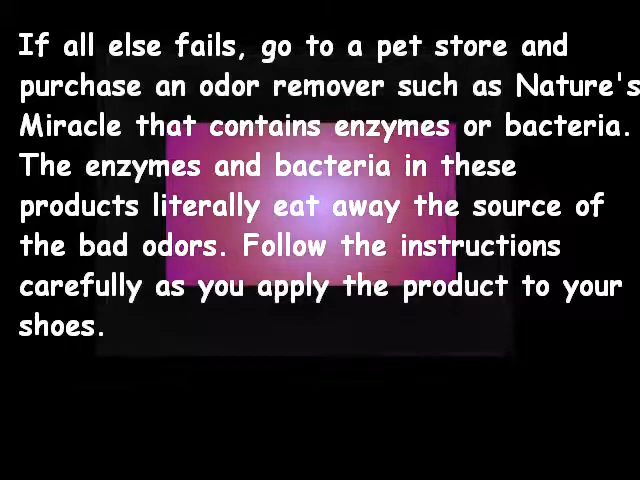 If all else fails, go to a pet store and
purchase an odor remover such as Nature's
Miracle that contains enzymes or bacteria.
The enzymes and bacteria in these
products literally eat away the source of
the bad odors. Follow the instructions
carefully as you apply the product to your
shoes.